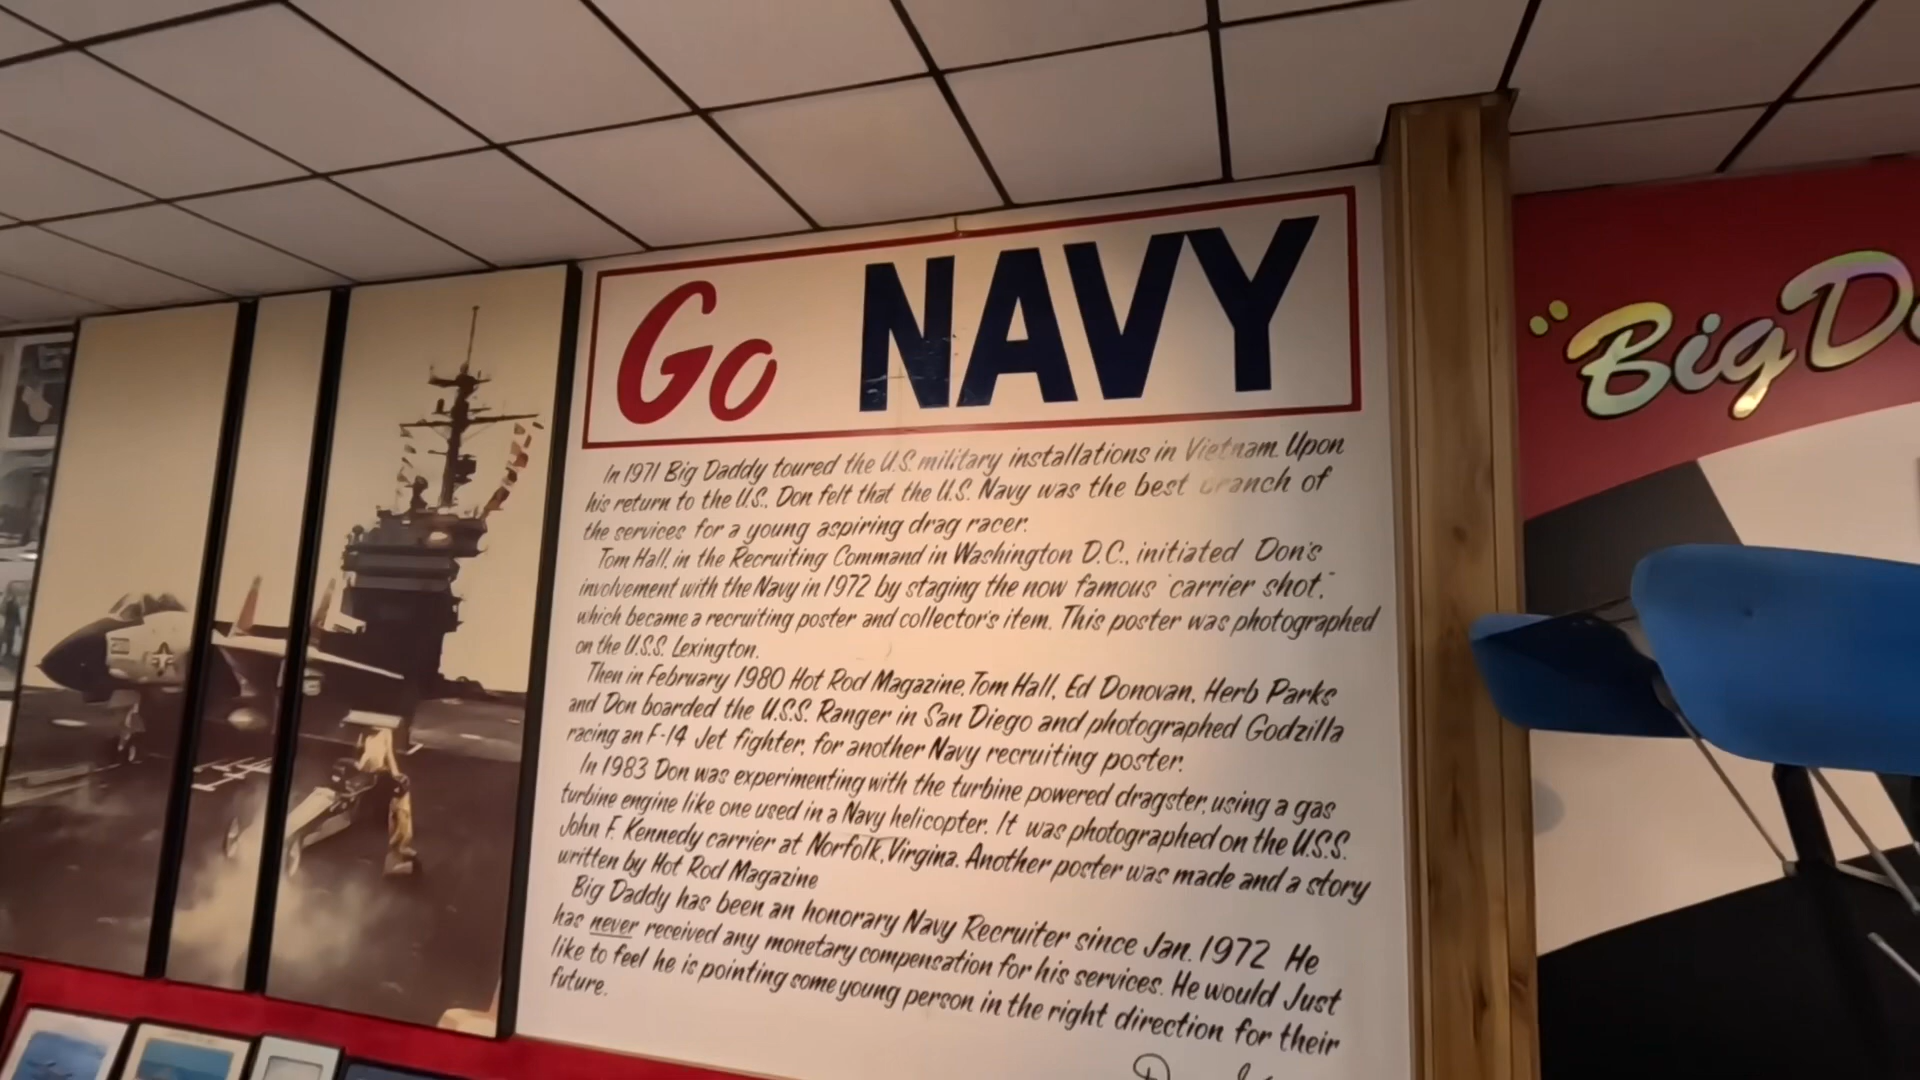 Go NAVY
In 1971 Big Daddy toured the U.S. military installations in Vietnam. Upon
his return to the U.S., Don felt that the U.S. Navy was the best branch of
the services for a young aspiring drag racer.
Tom Hall, in the Recruiting Command in Washington D.C., initiated Don's
involvement with the Navy in 1972 by staging the now famous "carrier shot,"
which became a recruiting poster and collector's item. This poster was photographed
on the U.S.S. Lexington.
Then in February 1980 Hot Rod Magazine, Tom Hall, Ed Donovan, Herb Parks
and Don boarded the U.S.S. Ranger in San Diego and photographed Godzilla
racing an F-14 Jet fighter, for another Navy recruiting poster.
In 1983 Don was experimenting with the turbine powered dragster, using a gas
turbine engine like one used in a Navy helicopter. It was photographed on the U.S.S.
John F. Kennedy carrier at Norfolk, Virgina. Another poster was made and a story
written by Hot Rod Magazine
Big Daddy has been an honorary Navy Recruiter since Jan. 1972 He
has never received any monetary compensation for his services. He would Just
like to feel he is pointing some young person in the right direction for their
future.
"Big D